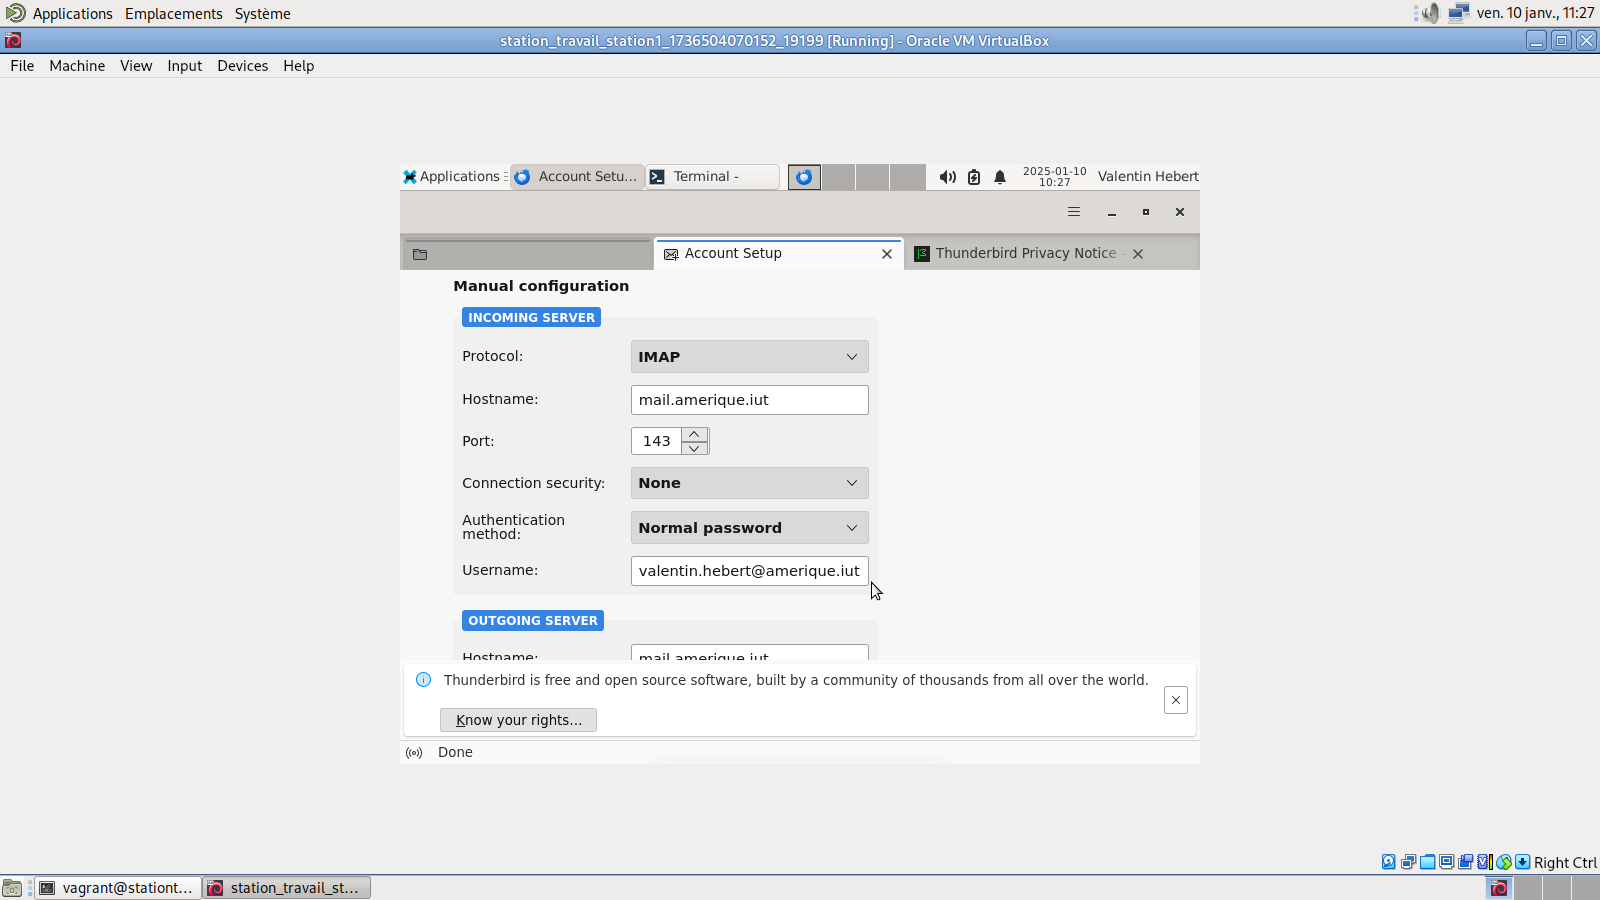 Applications Emplacements Système ven. 10 janv., 11:27
station_travail_station1_1736504070152_19199 [Running] - Oracle VM VirtualBox
File Machine View Input Devices Help
Applications Account Setu... Terminal - 2025-01-10 Valentin Hebert
10:27
Account Setup Thunderbird Privacy Notice -
Manual configuration
INCOMING SERVER
Protocol: IMAP
Hostname: mail.amerique.iut
Port: 143
Connection security: None
Authentication
method: Normal password
Username: valentin.hebert@amerique.iut
OUTGOING SERVER
Hostname: mail.amerique.iut
Thunderbird is free and open source software, built by a community of thousands from all over the world.
Know your rights...
Done
Right Ctrl
vagrant@stationt... station_travail_st...